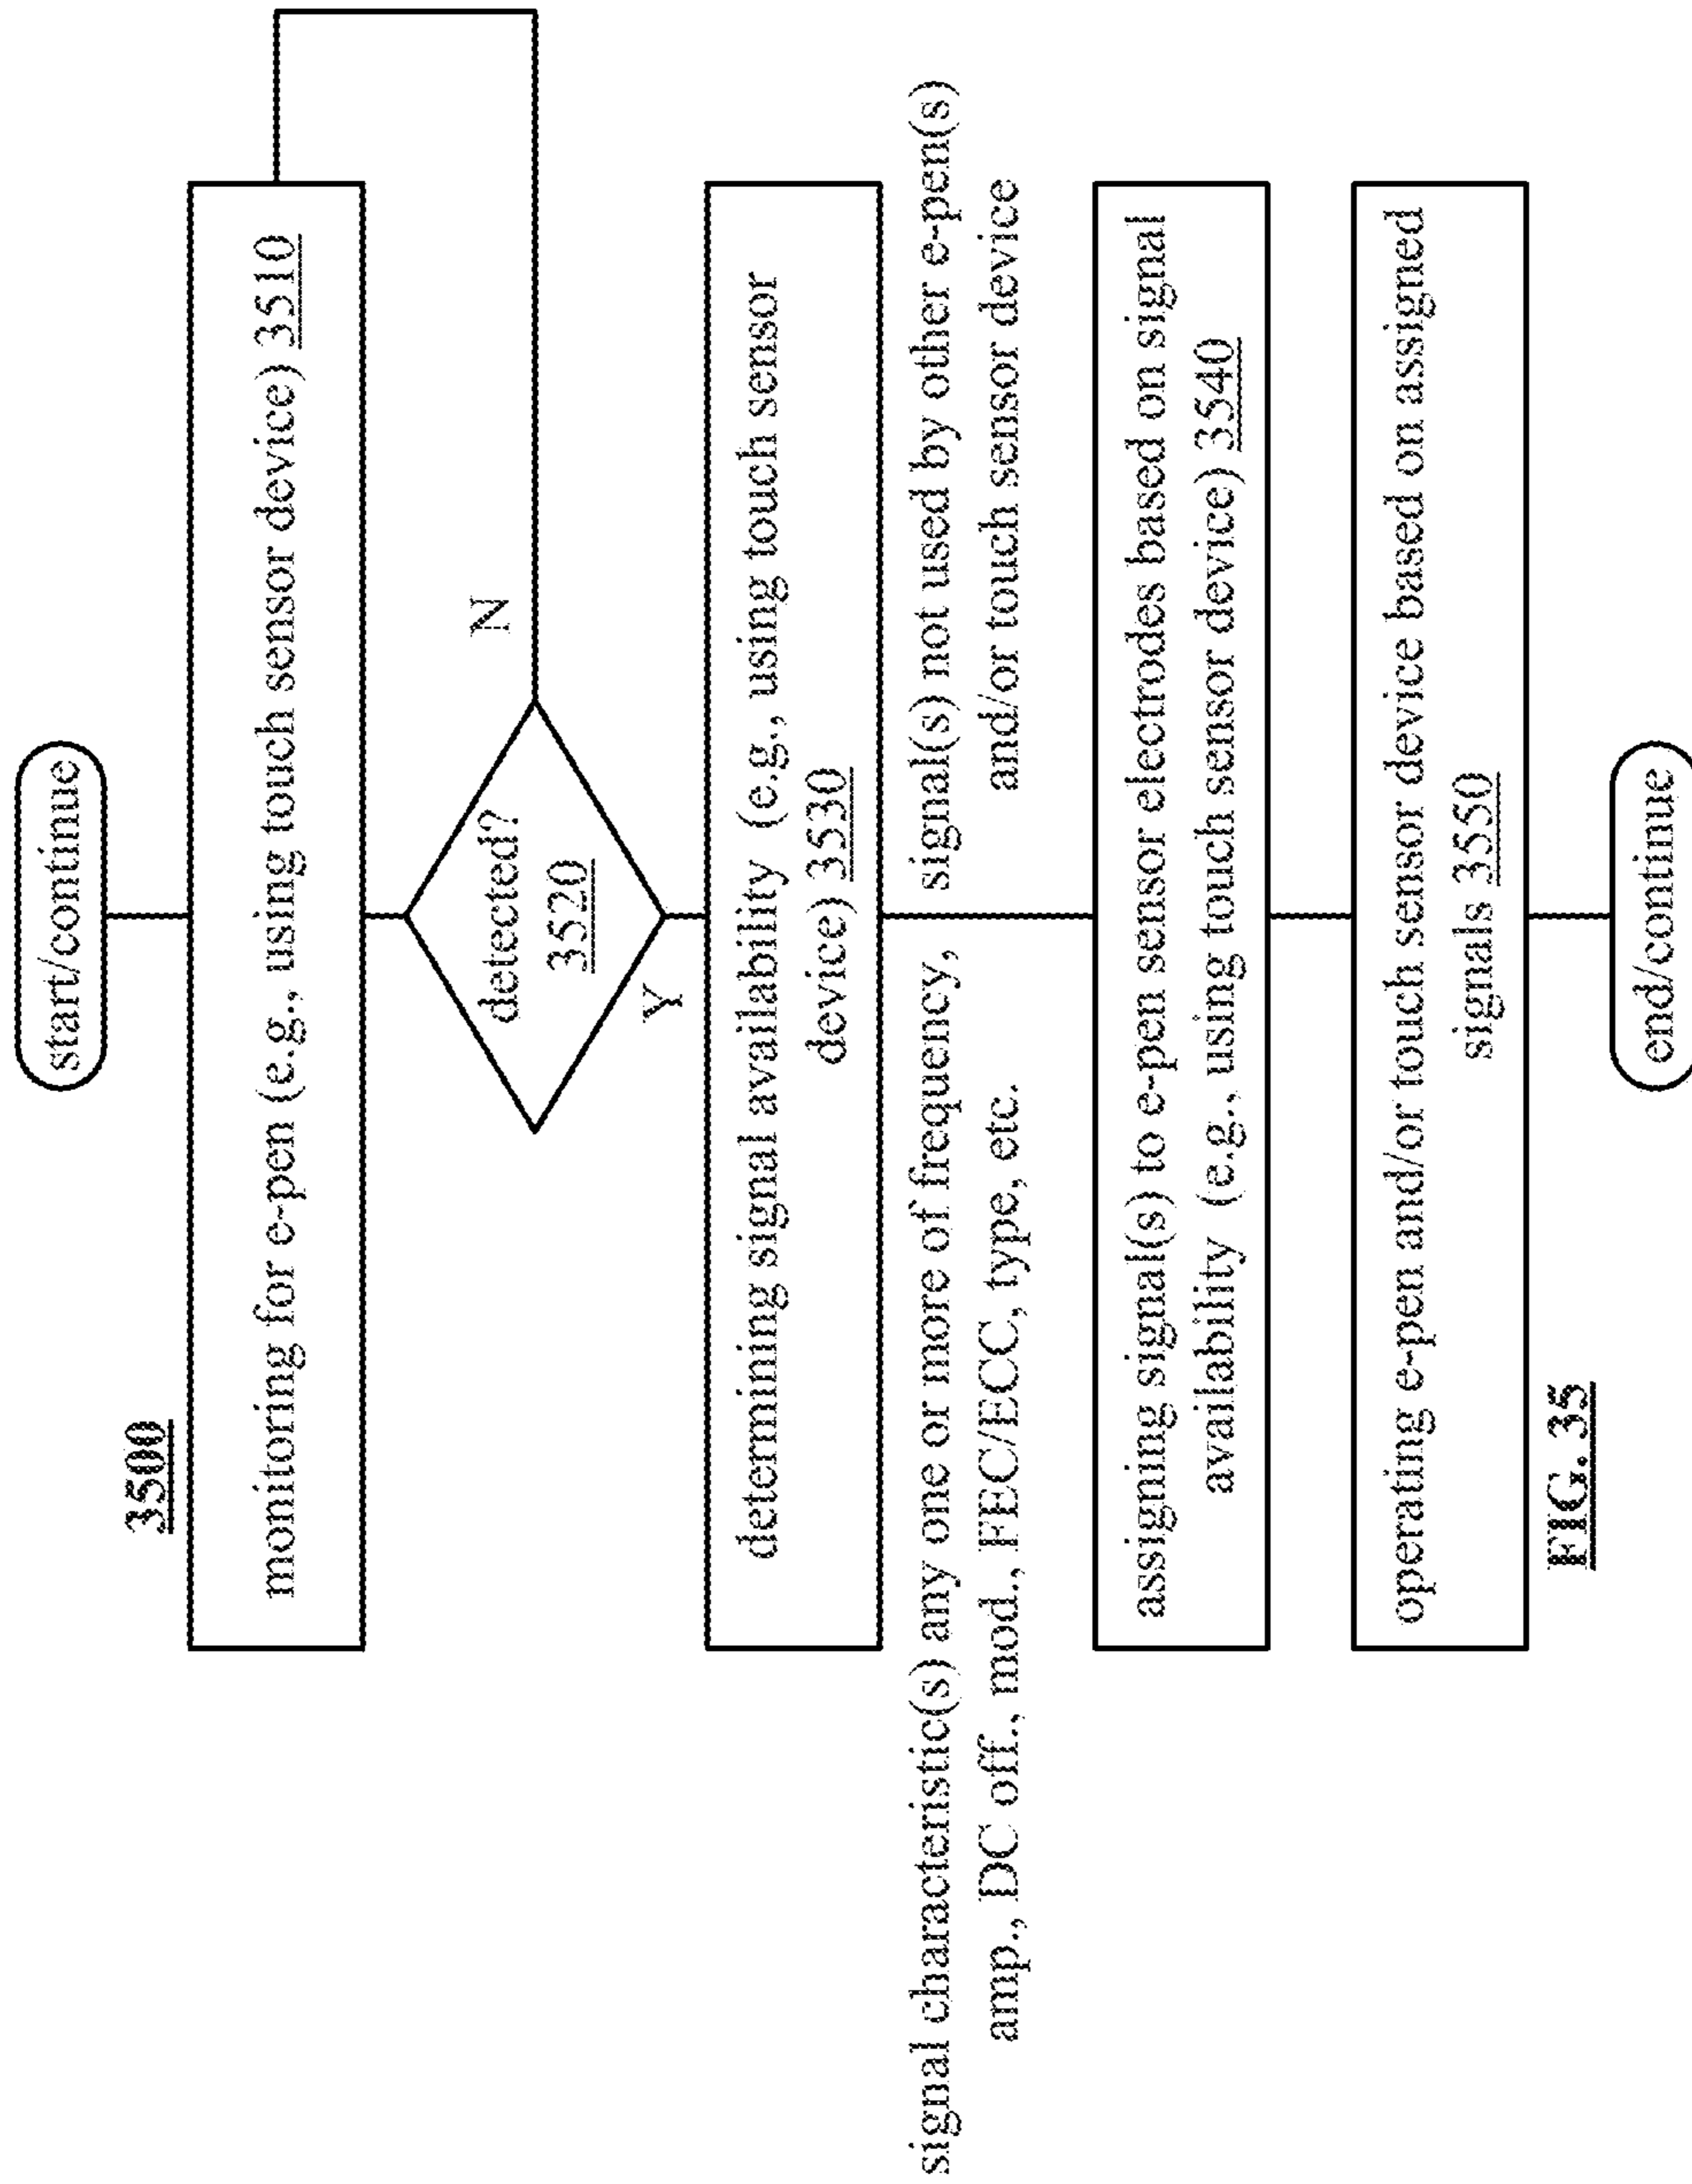 start/continue
3500
monitoring for e-pen (e.g., using touch sensor device) 3510
detected?
3520
N
Y
determining signal availability (e.g., using touch sensor
device) 3530
signal characteristic(s) any one or more of frequency,
amp., DC off., mod., FEC/ECC, type, etc.
signal(s) not used by other e-pen(s)
and/or touch sensor device
assigning signal(s) to e-pen sensor electrodes based on signal
availability (e.g., using touch sensor device) 3540
operating e-pen and/or touch sensor device based on assigned
signals 3550
end/continue
FIG. 35